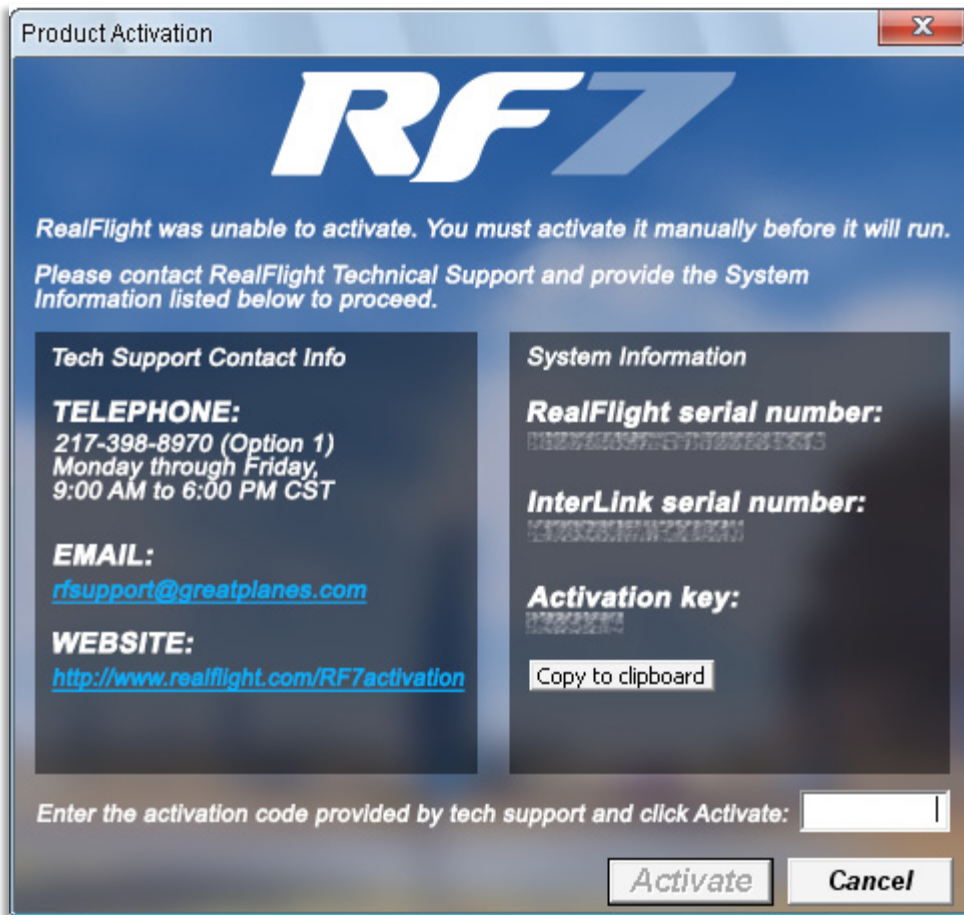 Product Activation
RF7
RealFlight was unable to activate. You must activate it manually before it will run.
Please contact RealFlight Technical Support and provide the System
Information listed below to proceed.
Tech Support Contact Info
TELEPHONE:
217-398-8970 (Option 1)
Monday through Friday,
9:00 AM to 6:00 PM CST
EMAIL:
rfsupport@greatplanes.com
WEBSITE:
http://www.realflight.com/RF7activation
System Information
RealFlight serial number:
InterLink serial number:
Activation key:
Copy to clipboard
Enter the activation code provided by tech support and click Activate:
Activate
Cancel